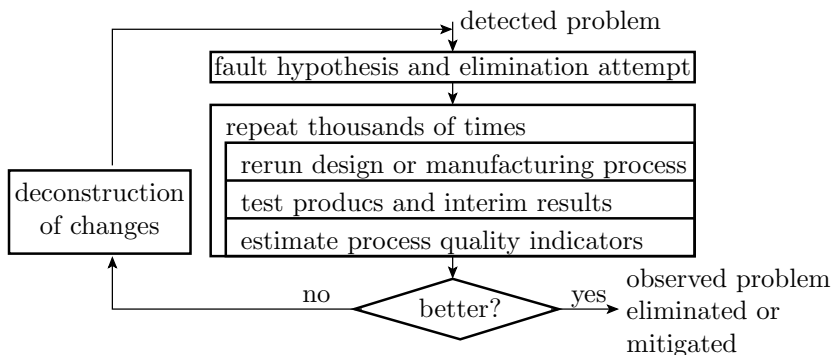 detected problem
fault hypothesis and elimination attempt
repeat thousands of times
rerun design or manufacturing process
test producs and interim results
estimate process quality indicators
deconstruction
of changes
no
better?
yes
observed problem
eliminated or
mitigated